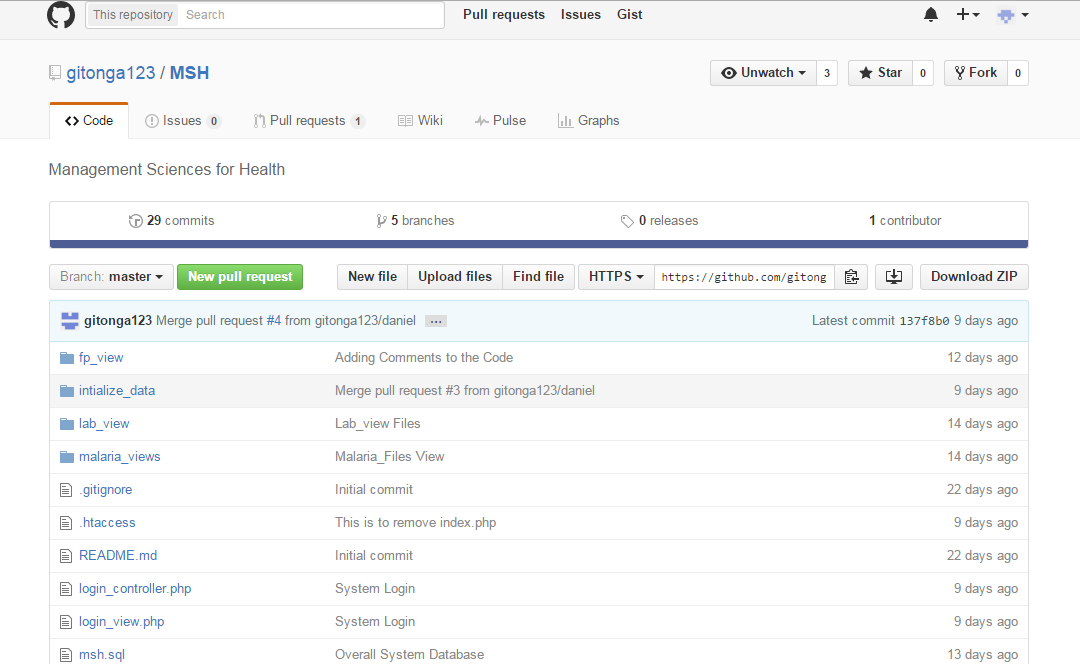 This repository Search Pull requests Issues Gist
gitonga123 / MSH Unwatch 3 Star 0 Fork 0
Code Issues 0 Pull requests 1 Wiki Pulse Graphs
Management Sciences for Health
29 commits 5 branches 0 releases 1 contributor
Branch: master New pull request New file Upload files Find file HTTPS https://github.com/gitong Download ZIP
gitonga123 Merge pull request #4 from gitonga123/daniel ... Latest commit 137f8b0 9 days ago
fp_view Adding Comments to the Code 12 days ago
intialize_data Merge pull request #3 from gitonga123/daniel 9 days ago
lab_view Lab_view Files 14 days ago
malaria_views Malaria_Files View 14 days ago
.gitignore Initial commit 22 days ago
.htaccess This is to remove index.php 9 days ago
README.md Initial commit 22 days ago
login_controller.php System Login 9 days ago
login_view.php System Login 9 days ago
msh.sql Overall System Database 13 days ago